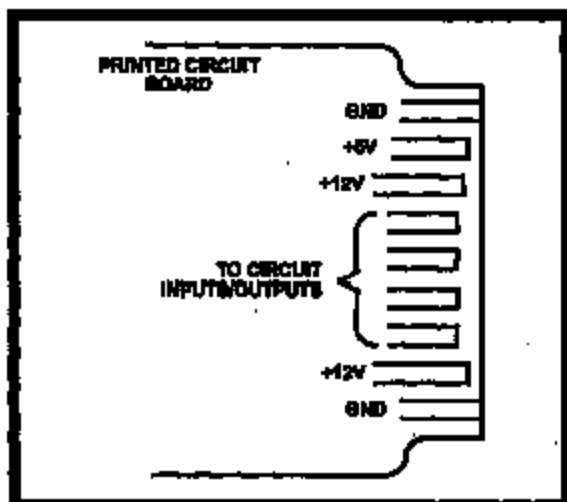 PRINTED CIRCUIT
BOARD
GND
+5V
+12V
TO CIRCUIT
INPUTS/OUTPUTS
+12V
GND